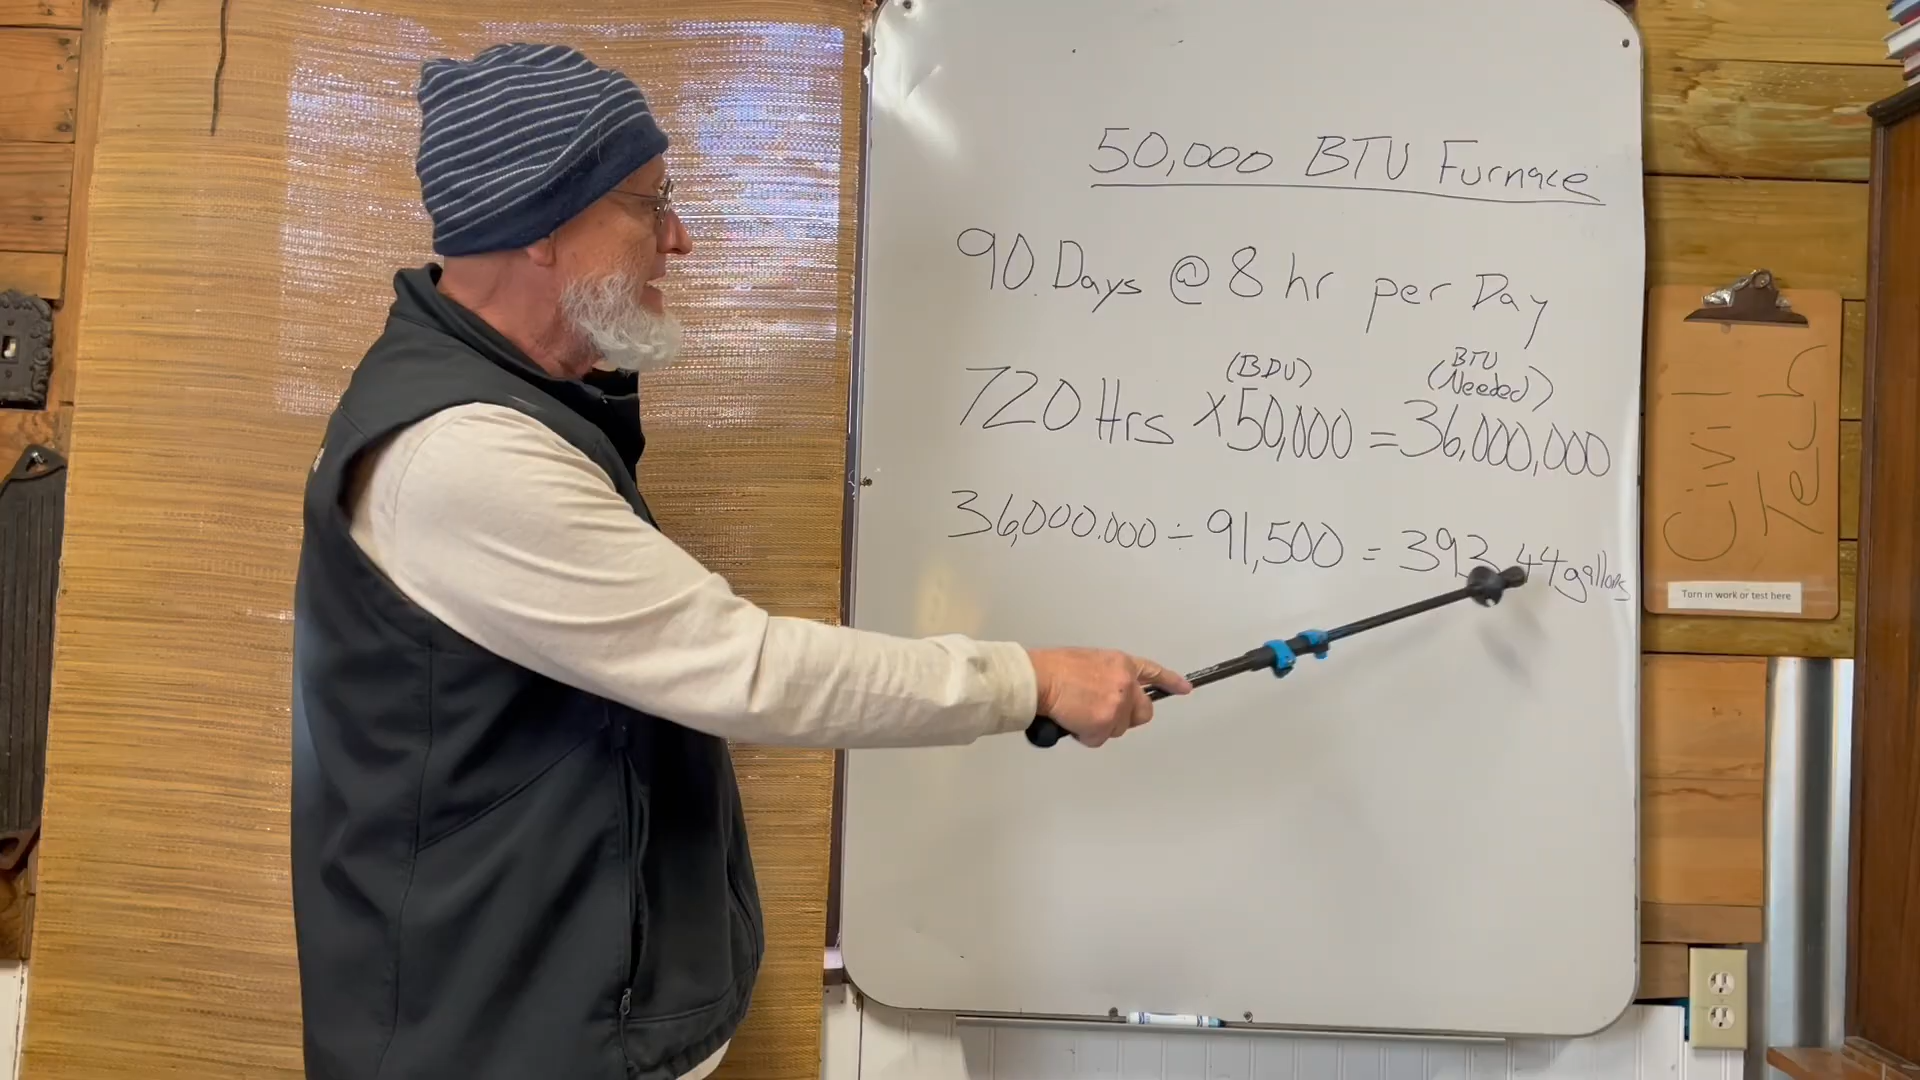 50,000 BTU Furnace
90 Days @ 8 hr per Day
(BDU)
BTU
(Needed)
720 Hrs x 50,000 = 36,000,000
36,000.000 ÷ 91,500 = 393.44 gallons
Civil
Tech
Torn in work or test here